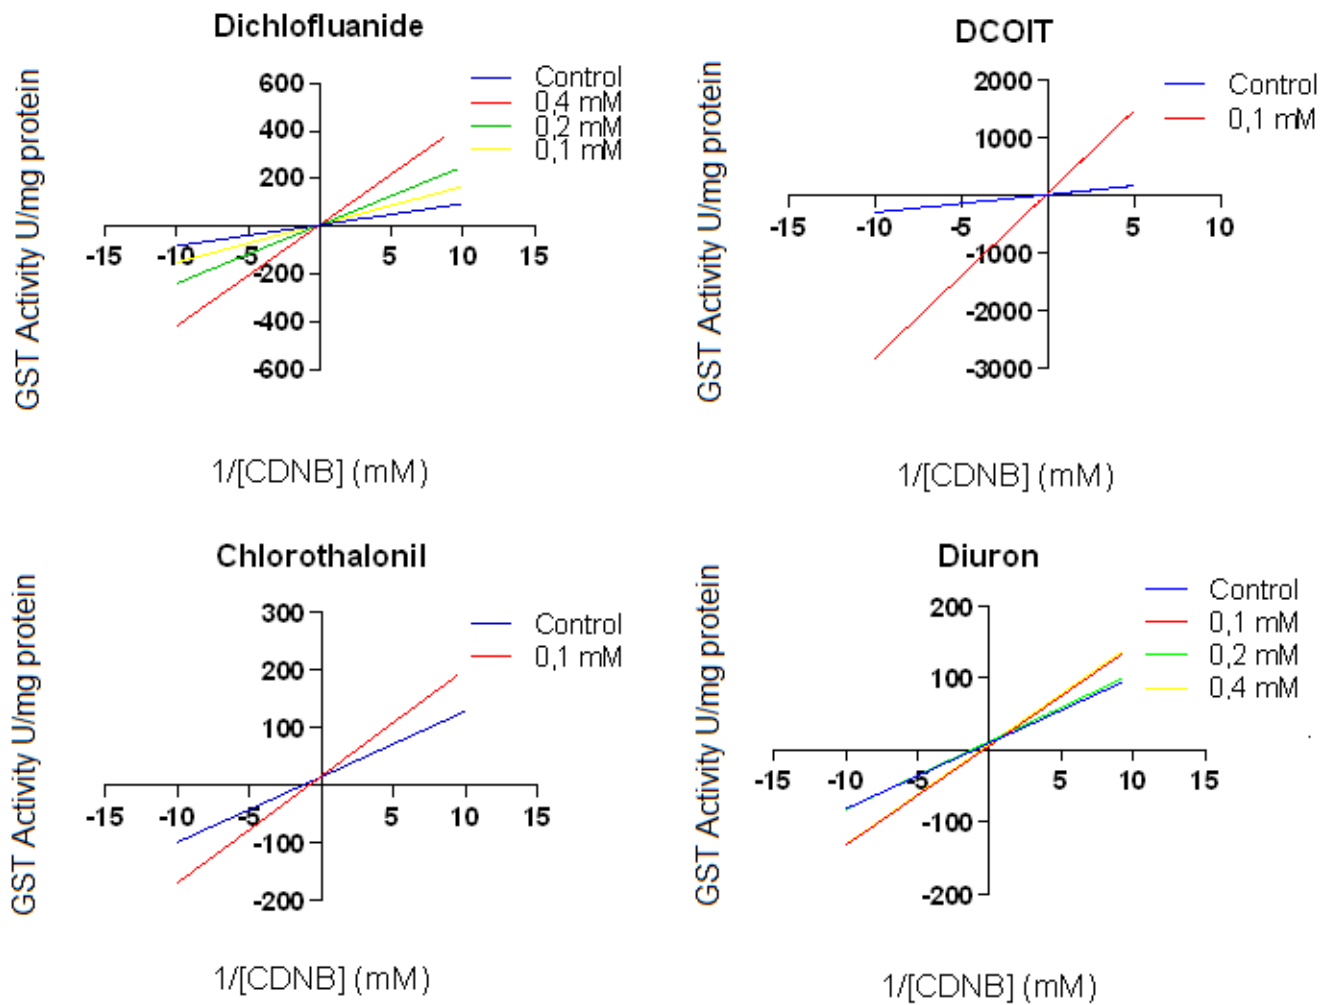 Dichlofluanide
GST Activity U/mg protein
600
400
200
-200
-400
-600
-15
-10
-5
5
10
15
Control
0,4 mM
0,2 mM
0,1 mM
1/[CDNB] (mM)
DCOIT
GST Activity U/mg protein
2000
1000
-1000
-2000
-3000
-15
-10
-5
5
10
Control
0,1 mM
1/[CDNB] (mM)
Chlorothalonil
GST Activity U/mg protein
300
200
100
-100
-200
-15
-10
-5
5
10
15
Control
0,1 mM
1/[CDNB] (mM)
Diuron
GST Activity U/mg protein
200
100
-100
-200
-15
-10
-5
5
10
15
Control
0,1 mM
0,2 mM
0,4 mM
1/[CDNB] (mM)